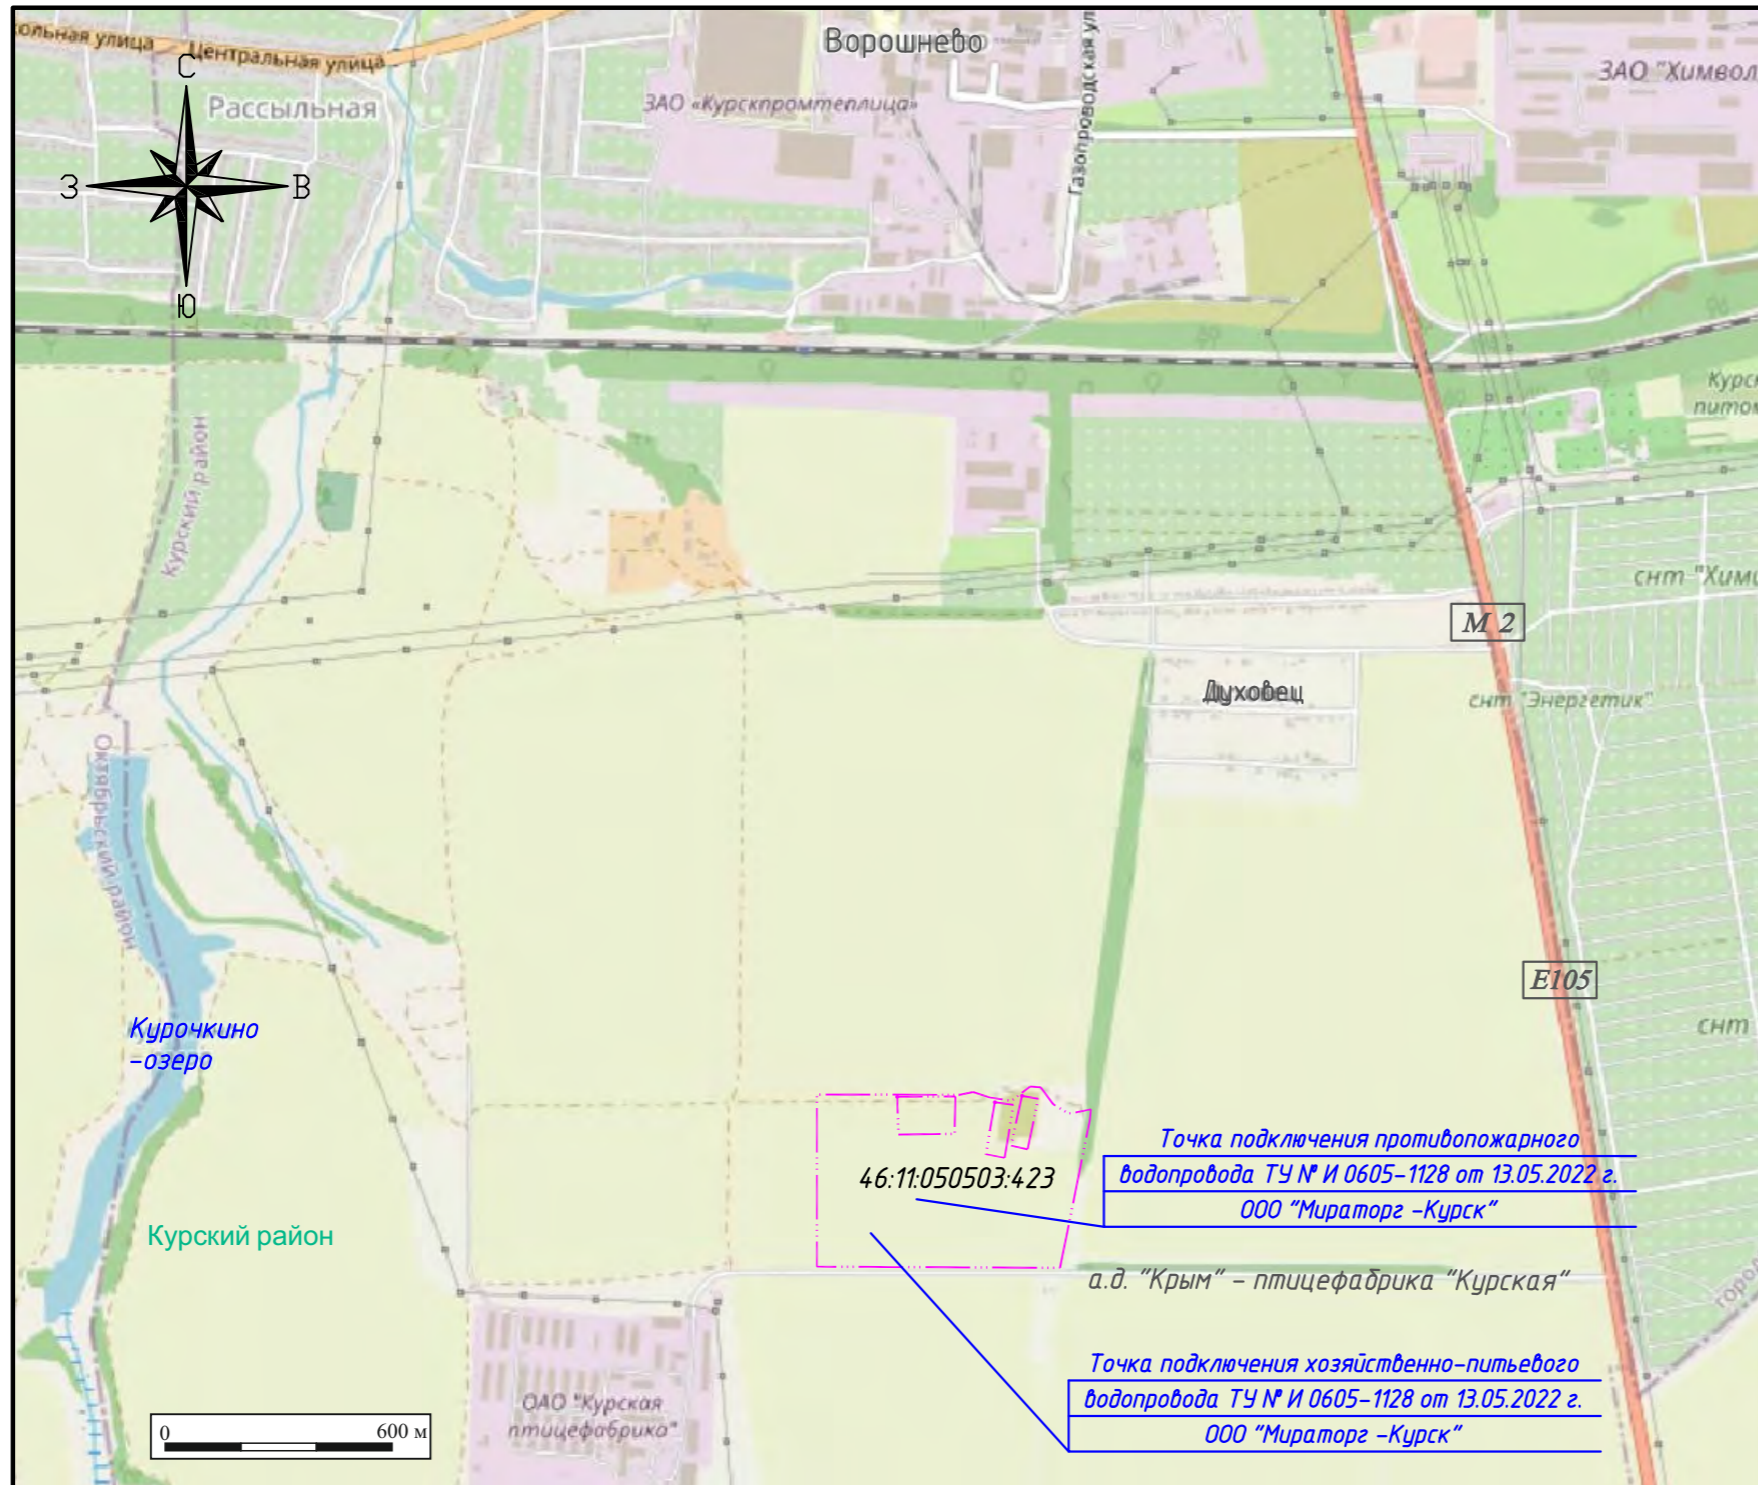 ольная улица
Центральная улица
Ворошнево
С
Рассыльная
ЗАО «Курскпромтеплица»
Газопроводская ул
ЗАО "Химвол
З
В
Ю
Курск
питом
Курский район
снт "Хими
М 2
Духовец
снт "Энергетик"
Октябрьский район
Е105
Курочкино
-озеро
снт
46:11:050503:423
Точка подключения противопожарного
водопровода ТУ № И 0605-1128 от 13.05.2022 г.
ООО "Мираторг -Курск"
Курский район
а.д. "Крым" - птицефабрика "Курская"
город
Точка подключения хозяйственно-питьевого
водопровода ТУ № И 0605-1128 от 13.05.2022 г.
ООО "Мираторг -Курск"
ОАО "Курская
птицефабрика"
0 600 м